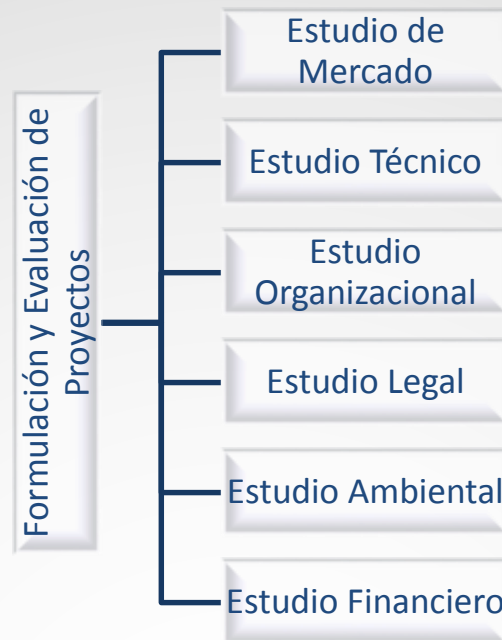 Formulación y Evaluación de
Proyectos
Estudio de
Mercado
Estudio Técnico
Estudio
Organizacional
Estudio Legal
Estudio Ambiental
Estudio Financiero